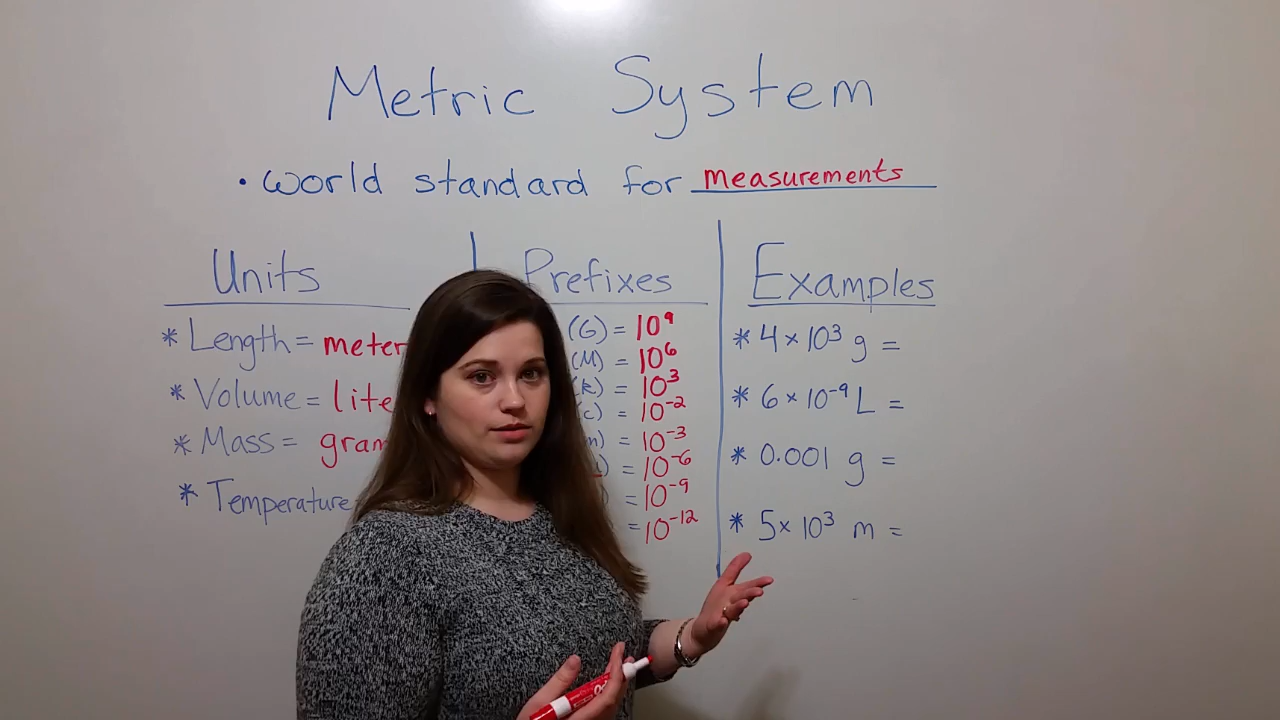 Metric System
• world standard for measurements
Units
* Length = meter
* Volume = lite
* Mass = gram
* Temperature
Prefixes
(G) = 10⁹
(M) = 10⁶
(k) = 10³
(c) = 10⁻²
m) = 10⁻³
) = 10⁻⁶
) = 10⁻⁹
= 10⁻¹²
Examples
* 4 × 10³ g =
* 6 × 10⁻⁹ L =
* 0.001 g =
* 5 × 10³ m =